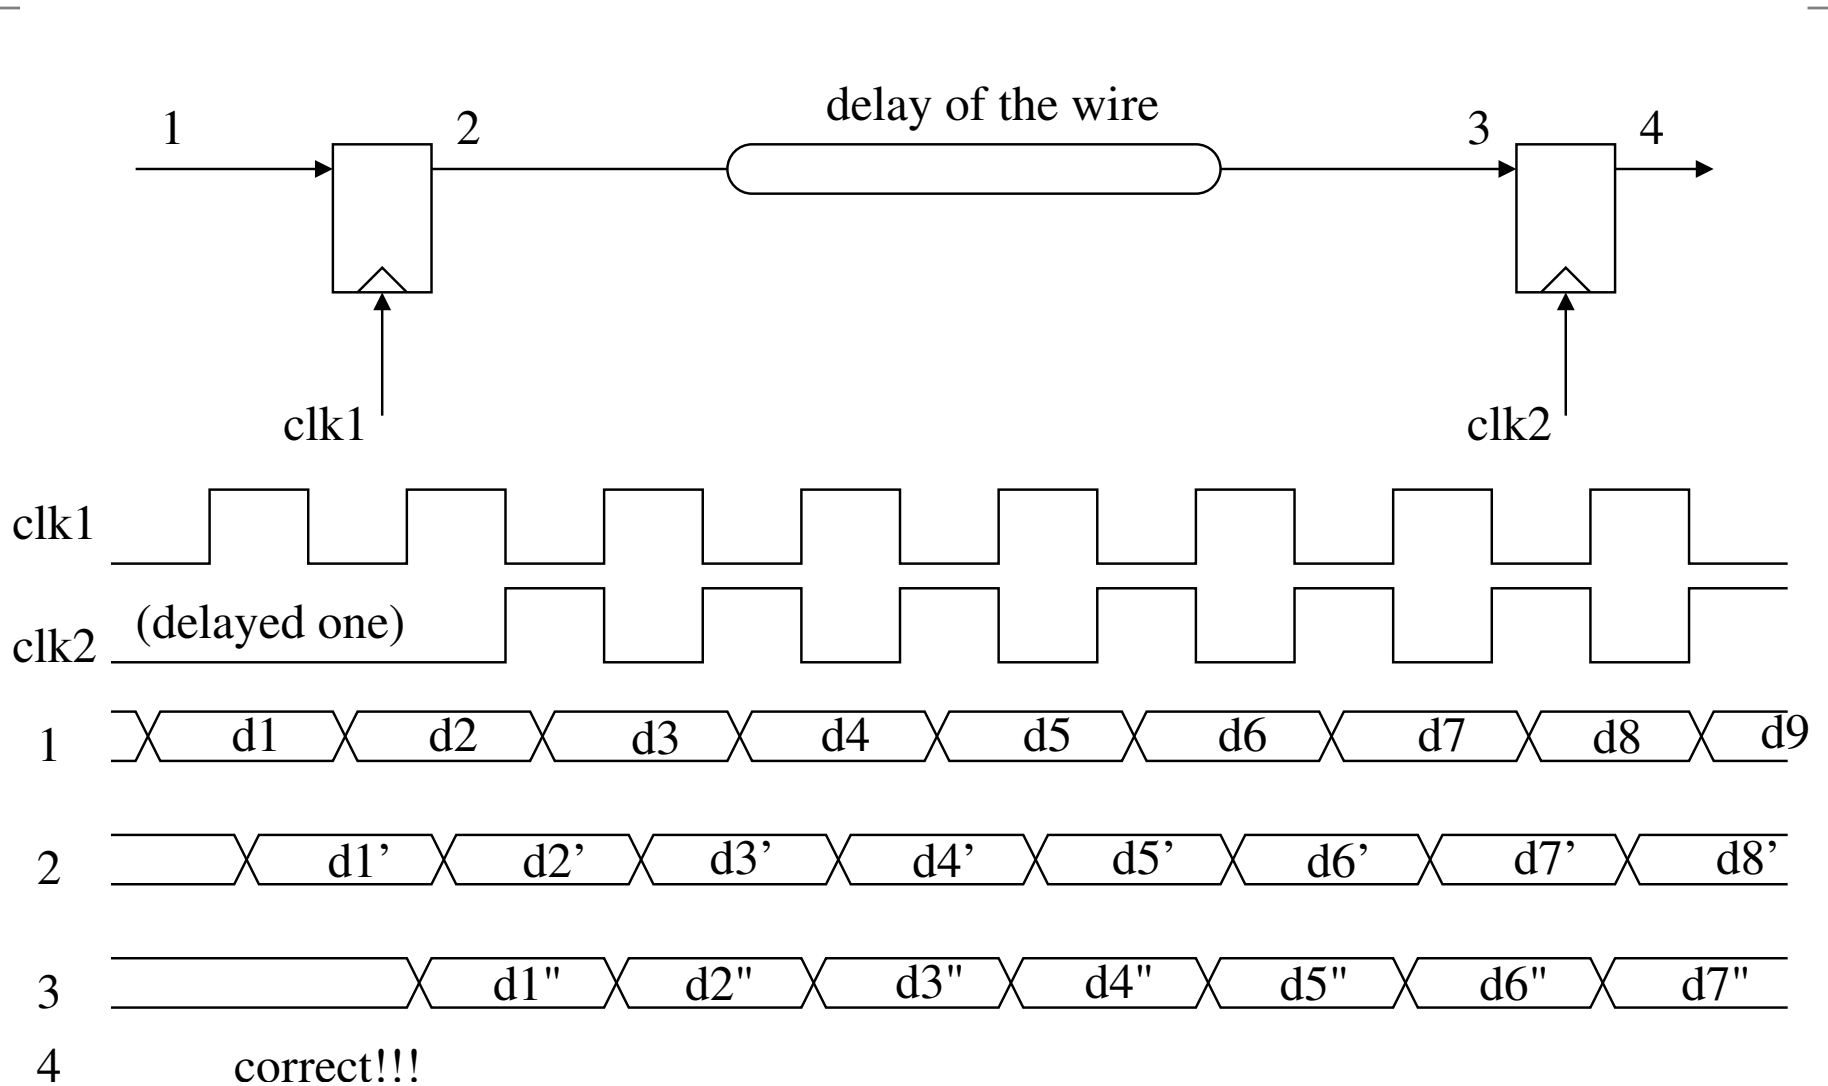 delay of the wire
1 2 3 4
clk1 clk2
clk1
(delayed one)
clk2
1 d1 d2 d3 d4 d5 d6 d7 d8 d9
2 d1’ d2’ d3’ d4’ d5’ d6’ d7’ d8’
3 d1" d2" d3" d4" d5" d6" d7"
4 correct!!!